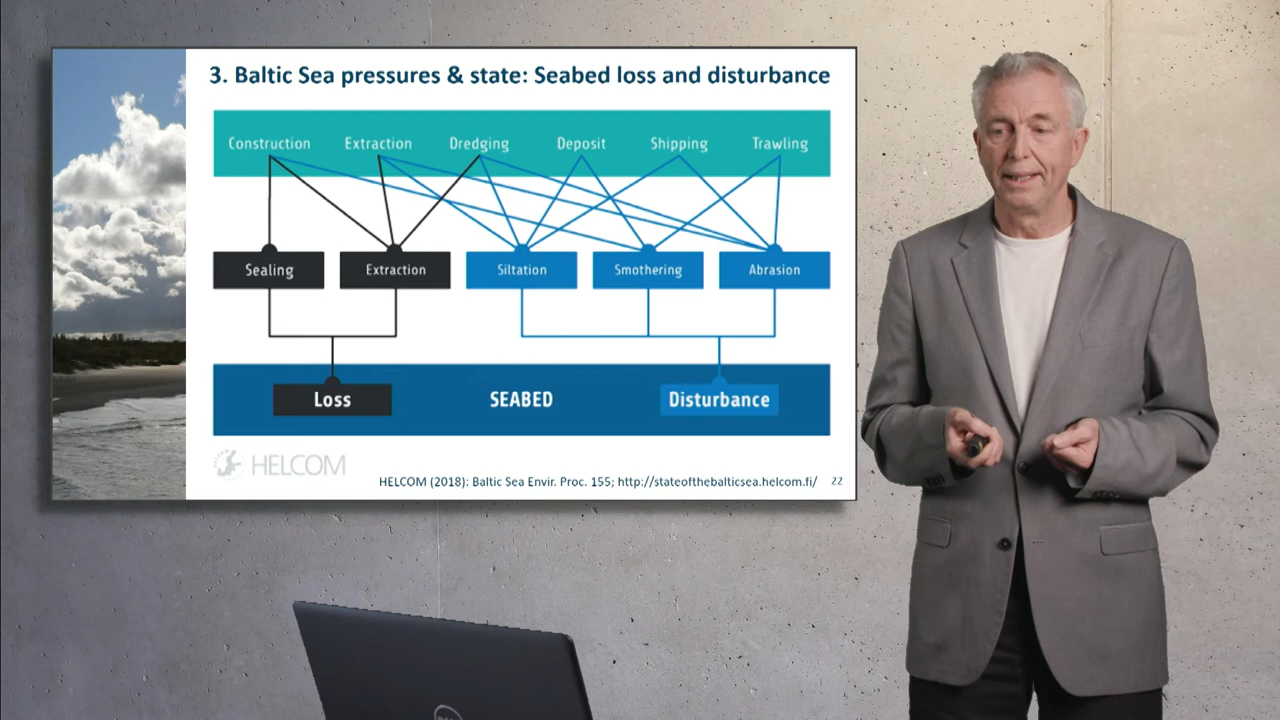 3. Baltic Sea pressures & state: Seabed loss and disturbance
Construction Extraction Dredging Deposit Shipping Trawling
Sealing Extraction Siltation Smothering Abrasion
Loss SEABED Disturbance
HELCOM
HELCOM (2018): Baltic Sea Envir. Proc. 155; http://stateofthebalticsea.helcom.fi/ 22